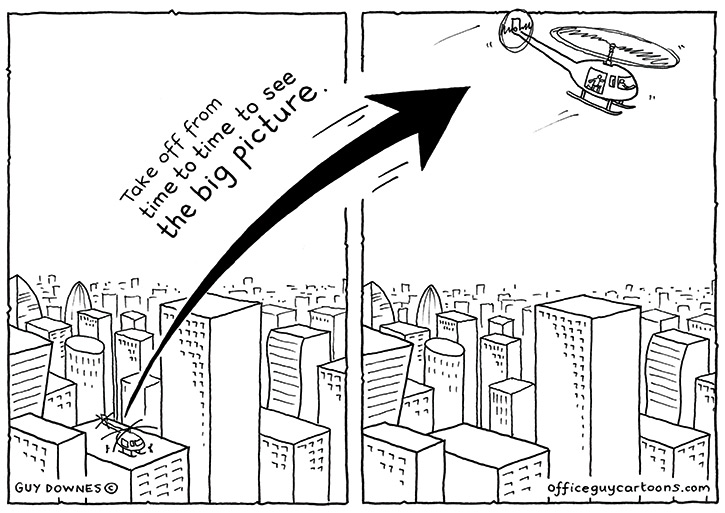 Take off from
time to time to see
the big picture.
GUY DOWNES ©
officeguycartoons.com